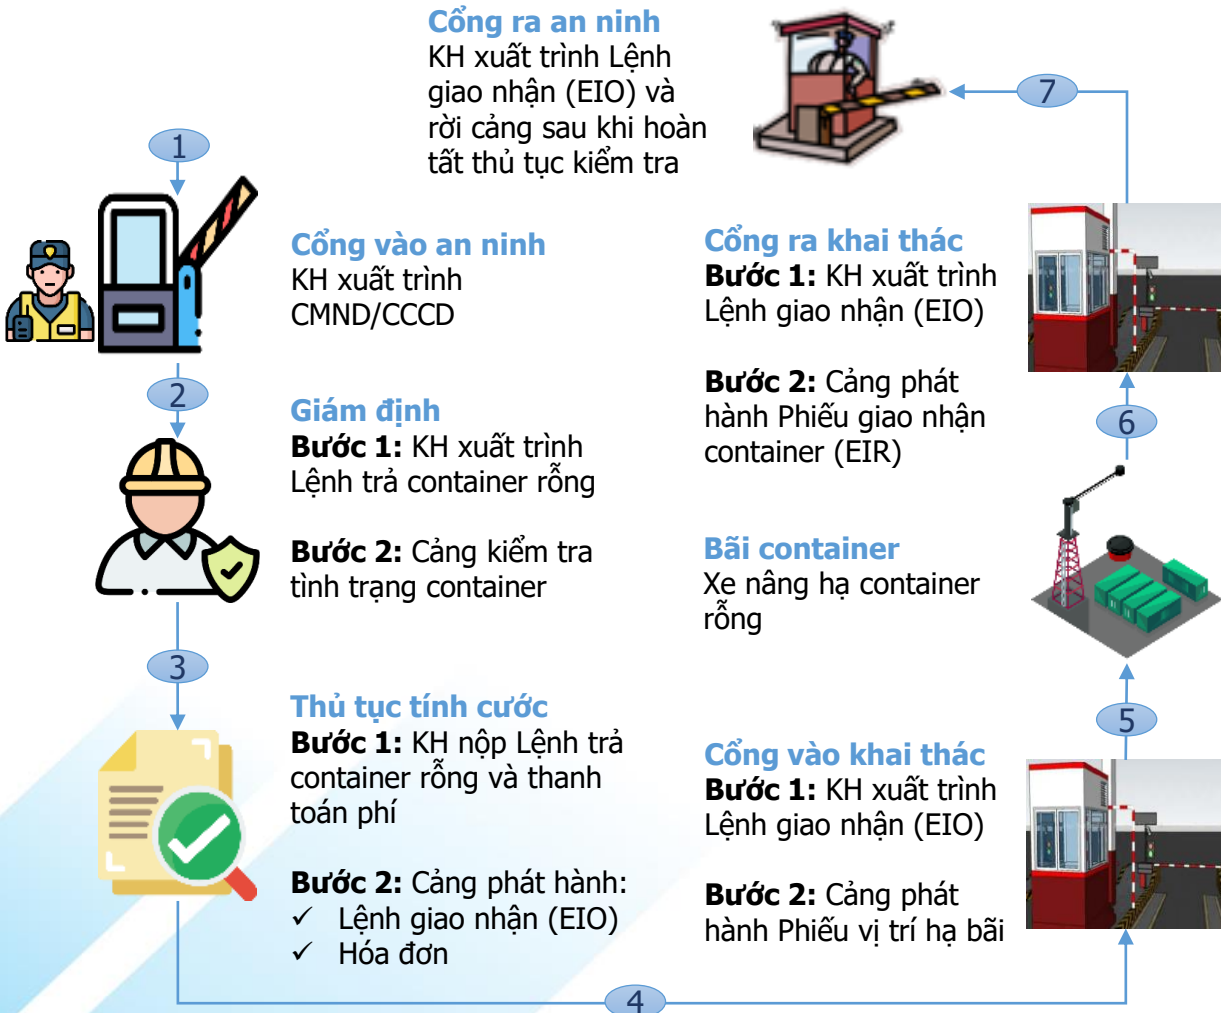 1
Cổng vào an ninh
KH xuất trình
CMND/CCCD
2
Giám định
Bước 1: KH xuất trình
Lệnh trả container rỗng
Bước 2: Cảng kiểm tra
tình trạng container
3
Thủ tục tính cước
Bước 1: KH nộp Lệnh trả
container rỗng và thanh
toán phí
Bước 2: Cảng phát hành:
✓ Lệnh giao nhận (EIO)
✓ Hóa đơn
4
Cổng vào khai thác
Bước 1: KH xuất trình
Lệnh giao nhận (EIO)
Bước 2: Cảng phát
hành Phiếu vị trí hạ bãi
5
Bãi container
Xe nâng hạ container
rỗng
6
Cổng ra khai thác
Bước 1: KH xuất trình
Lệnh giao nhận (EIO)
Bước 2: Cảng phát
hành Phiếu giao nhận
container (EIR)
7
Cổng ra an ninh
KH xuất trình Lệnh
giao nhận (EIO) và
rời cảng sau khi hoàn
tất thủ tục kiểm tra